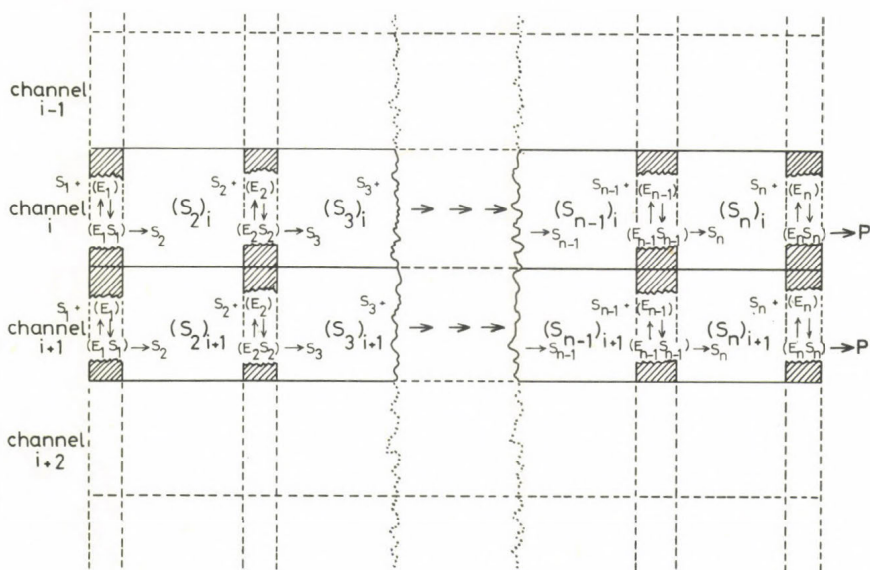 channel
i-1
S₁ + (E₁) S₂ + (E₂) S₃ + Sₙ₋₁ + (Eₙ₋₁) Sₙ + (Eₙ)
channel
i
(S₂)ᵢ (S₃)ᵢ → → → (Sₙ₋₁)ᵢ (Sₙ)ᵢ
↑↓ ↑↓ ↑↓ ↑↓
(E₁S₁) → S₂ (E₂S₂) → S₃ → Sₙ₋₁ (Eₙ₋₁Sₙ₋₁) → Sₙ (EₙSₙ) → P
S₁ + (E₁) S₂ + (E₂) S₃ + Sₙ₋₁ + (Eₙ₋₁) Sₙ + (Eₙ)
channel
i+1
(S₂)ᵢ₊₁ (S₃)ᵢ₊₁ → → → (Sₙ₋₁)ᵢ₊₁ (Sₙ)ᵢ₊₁
↑↓ ↑↓ ↑↓ ↑↓
(E₁S₁) → S₂ (E₂S₂) → S₃ → Sₙ₋₁ (Eₙ₋₁Sₙ₋₁) → Sₙ (EₙSₙ) → P
channel
i+2